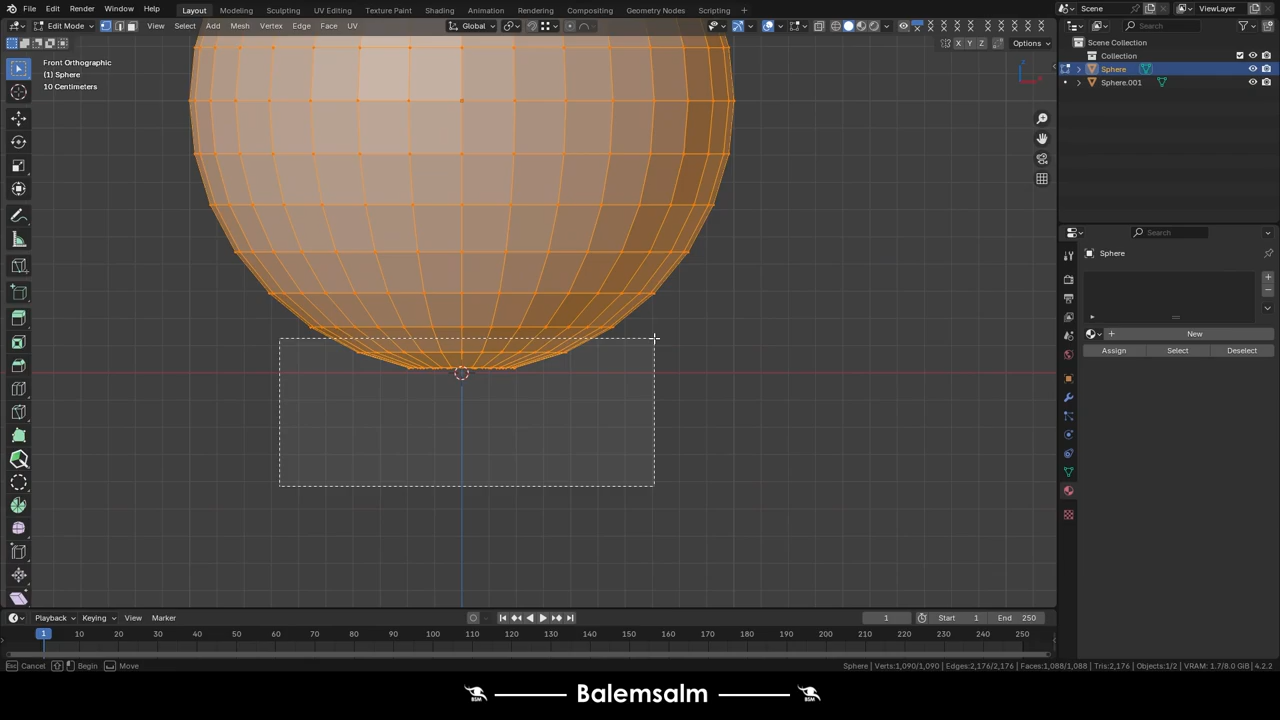 File Edit Render Window Help Layout Modeling Sculpting UV Editing Texture Paint Shading Animation Rendering Compositing Geometry Nodes Scripting + Scene ViewLayer
Edit Mode View Select Add Mesh Vertex Edge Face UV Global Search
X Y Z Options
Front Orthographic
(1) Sphere
10 Centimeters
Scene Collection
Collection
Sphere
Sphere.001
Search
Sphere
New
Assign Select Deselect
Playback Keying View Marker 1 Start 1 End 250
1 10 20 30 40 50 60 70 80 90 100 110 120 130 140 150 160 170 180 190 200 210 220 230 240 250
Esc Cancel Begin Move Sphere | Verts:1,090/1,090 | Edges:2,176/2,176 | Faces:1,088/1,088 | Tris:2,176 | Objects:1/2 | VRAM: 1.7/8.0 GiB | 4.2.2
Balemsalm